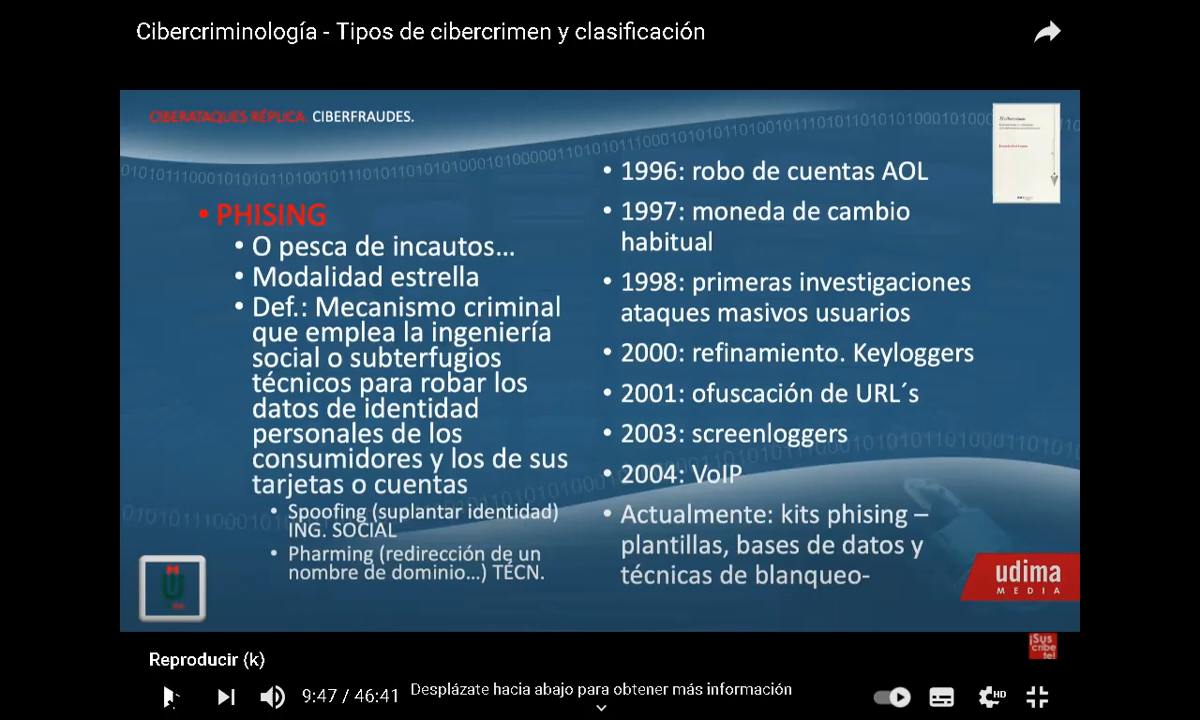 Cibercriminología - Tipos de cibercrimen y clasificación
CIBERATAQUES RÉPLICA. CIBERFRAUDES.
• PHISING
• O pesca de incautos...
• Modalidad estrella
• Def.: Mecanismo criminal
que emplea la ingeniería
social o subterfugios
técnicos para robar los
datos de identidad
personales de los
consumidores y los de sus
tarjetas o cuentas
• Spoofing (suplantar identidad)
ING. SOCIAL
• Pharming (redirección de un
nombre de dominio...) TÉCN.
• 1996: robo de cuentas AOL
• 1997: moneda de cambio
habitual
• 1998: primeras investigaciones
ataques masivos usuarios
• 2000: refinamiento. Keyloggers
• 2001: ofuscación de URL´s
• 2003: screenloggers
• 2004: VoIP
• Actualmente: kits phising –
plantillas, bases de datos y
técnicas de blanqueo-
udima
MEDIA
¡Sus
cribe
te!
Reproducir (k)
9:47 / 46:41
Desplázate hacia abajo para obtener más información
HD